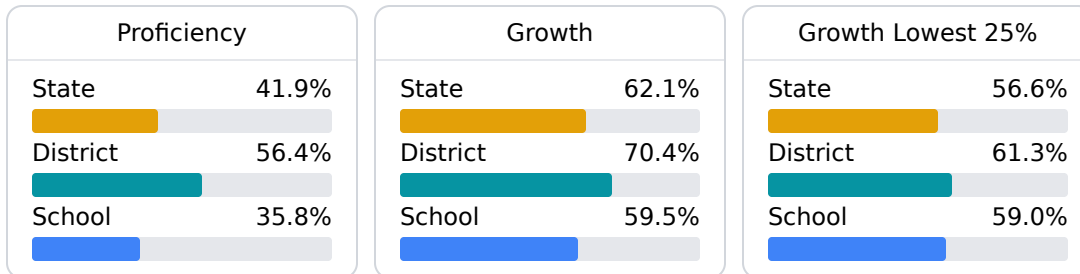 Proficiency
State 41.9%
District 56.4%
School 35.8%
Growth
State 62.1%
District 70.4%
School 59.5%
Growth Lowest 25%
State 56.6%
District 61.3%
School 59.0%